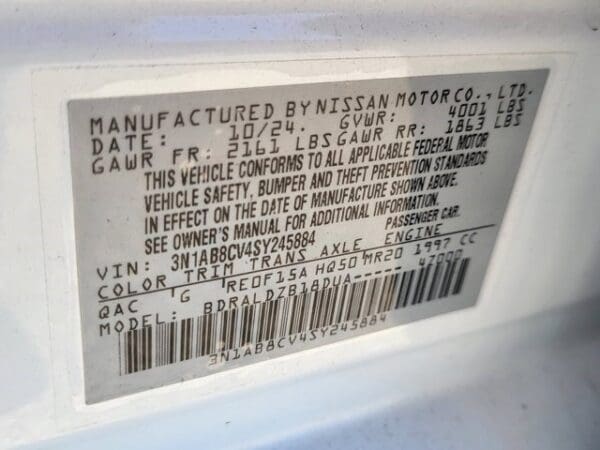 MANUFACTURED BY NISSAN MOTOR CO., LTD.
DATE: 10/24. GVWR: 4001 LBS
GAWR FR: 2161 LBS GAWR RR: 1863 LBS
THIS VEHICLE CONFORMS TO ALL APPLICABLE FEDERAL MOTOR
VEHICLE SAFETY, BUMPER AND THEFT PREVENTION STANDARDS
IN EFFECT ON THE DATE OF MANUFACTURE SHOWN ABOVE.
SEE OWNER'S MANUAL FOR ADDITIONAL INFORMATION.
VIN: 3N1AB8CV4SY245884 PASSENGER CAR.
COLOR TRIM TRANS AXLE ENGINE
QAC G RE0F15A HQ50 MR20 1997 CC
MODEL: BDRALDZB18DUA----- 47000
3N1AB8CV4SY245884